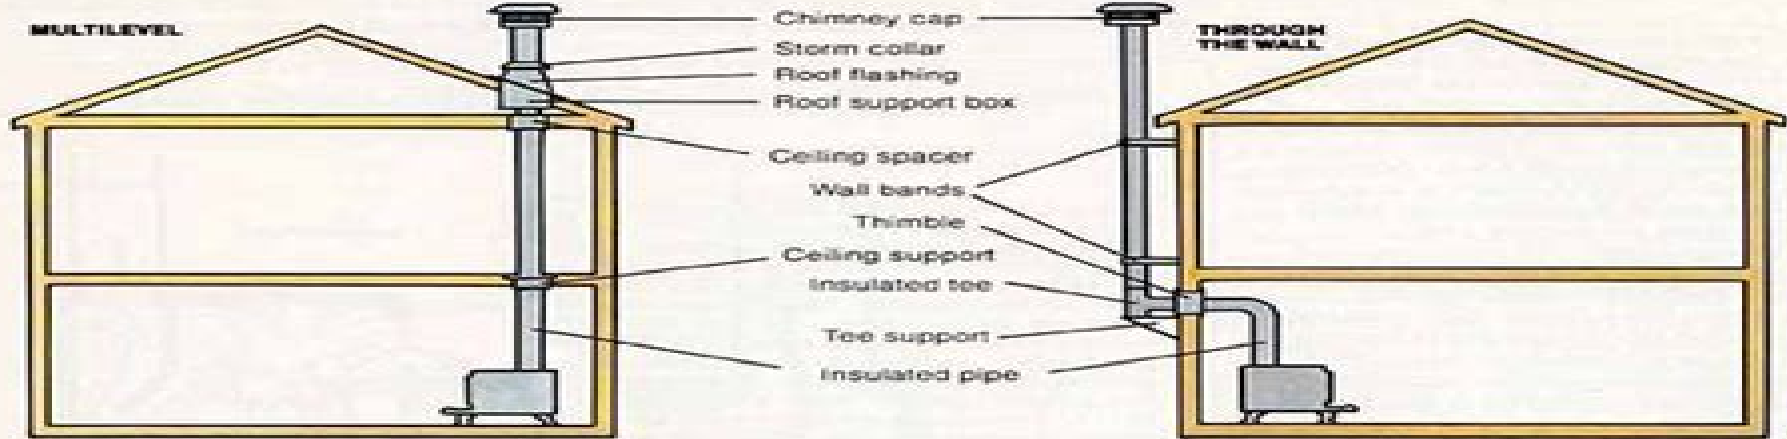 MULTILEVEL
Chimney cap
Storm collar
Roof flashing
Roof support box
Ceiling spacer
Wall bands
Thimble
Ceiling support
Insulated tee
Tee support
Insulated pipe
THROUGH
THE WALL